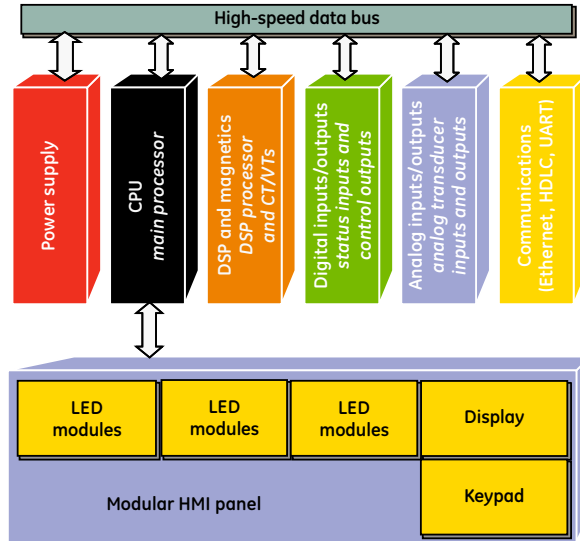 High-speed data bus
Power supply
CPU
main processor
DSP and magnetics
DSP processor
and CT/VTs
Digital inputs/outputs
status inputs and
control outputs
Analog inputs/outputs
analog transducer
inputs and outputs
Communications
(Ethernet, HDLC, UART)
LED
modules
LED
modules
LED
modules
Display
Modular HMI panel
Keypad